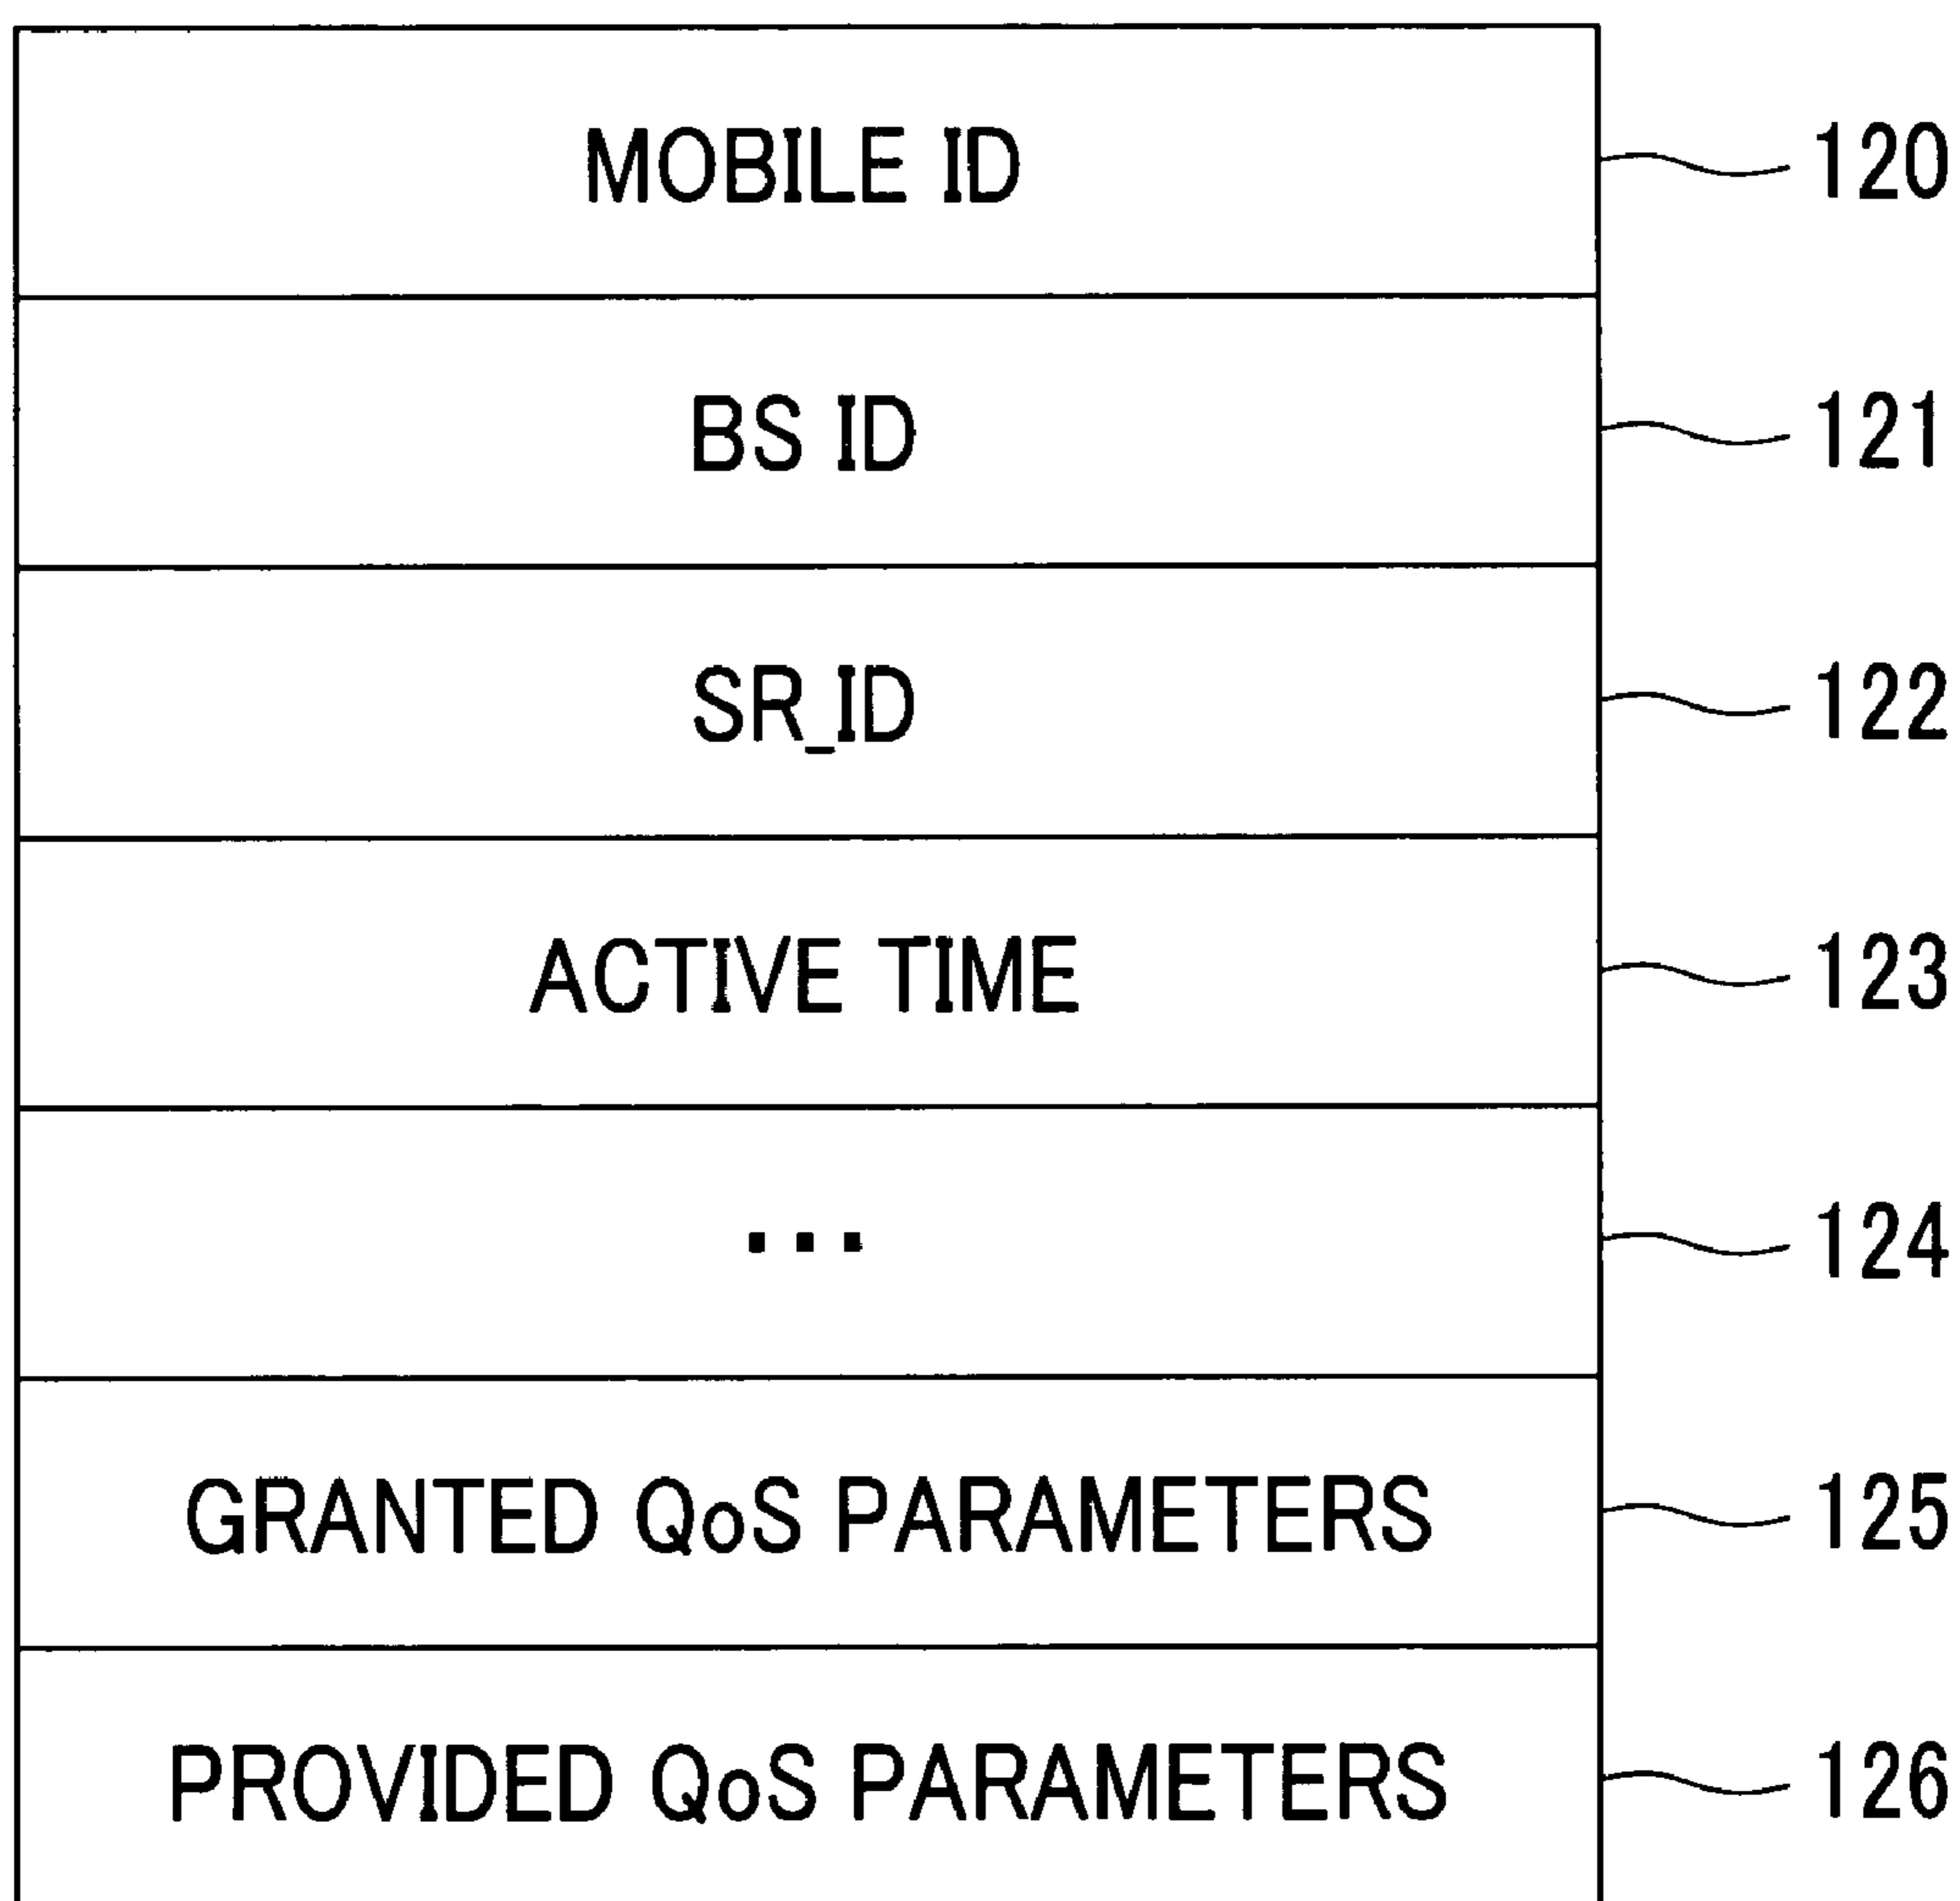 MOBILE ID 120
BS ID 121
SR_ID 122
ACTIVE TIME 123
... 124
GRANTED QoS PARAMETERS 125
PROVIDED QoS PARAMETERS 126